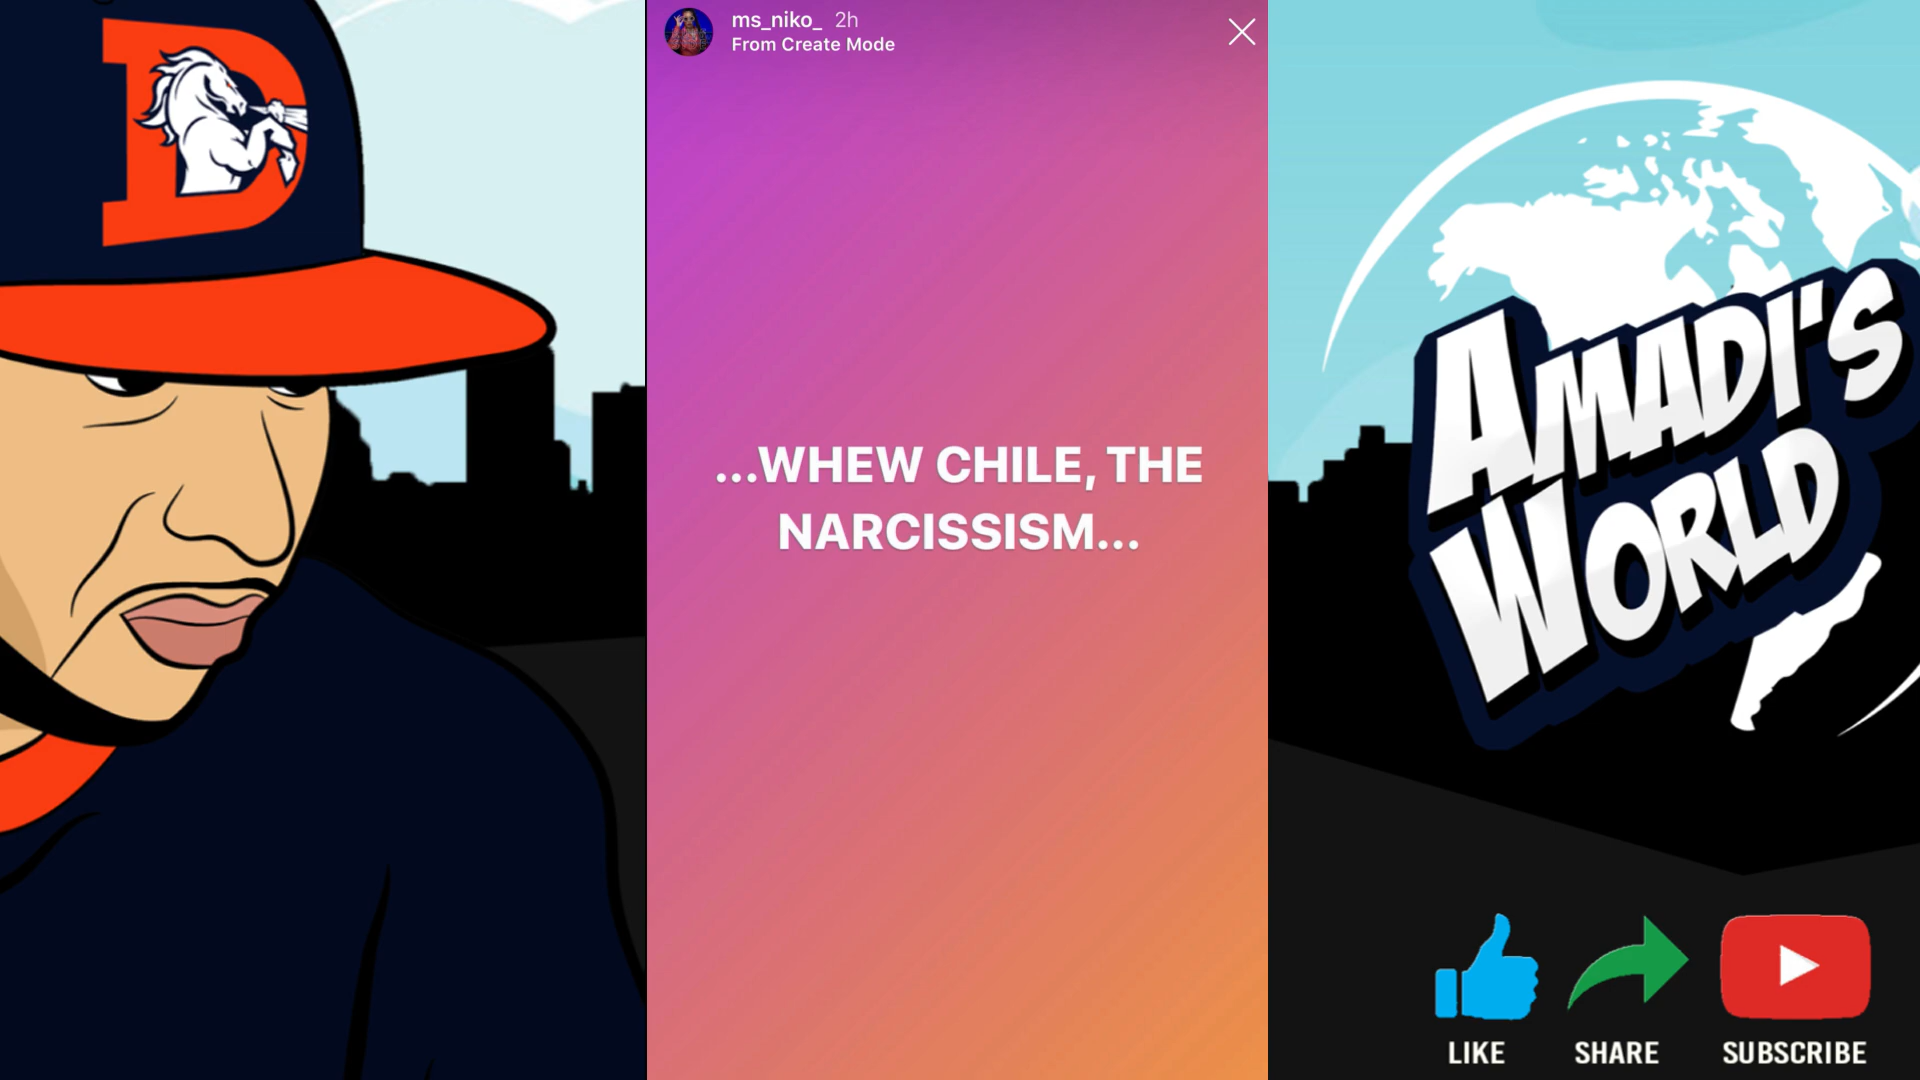 D
ms_niko_ 2h
From Create Mode
...WHEW CHILE, THE
NARCISSISM...
AMADI'S
WORLD
LIKE SHARE SUBSCRIBE